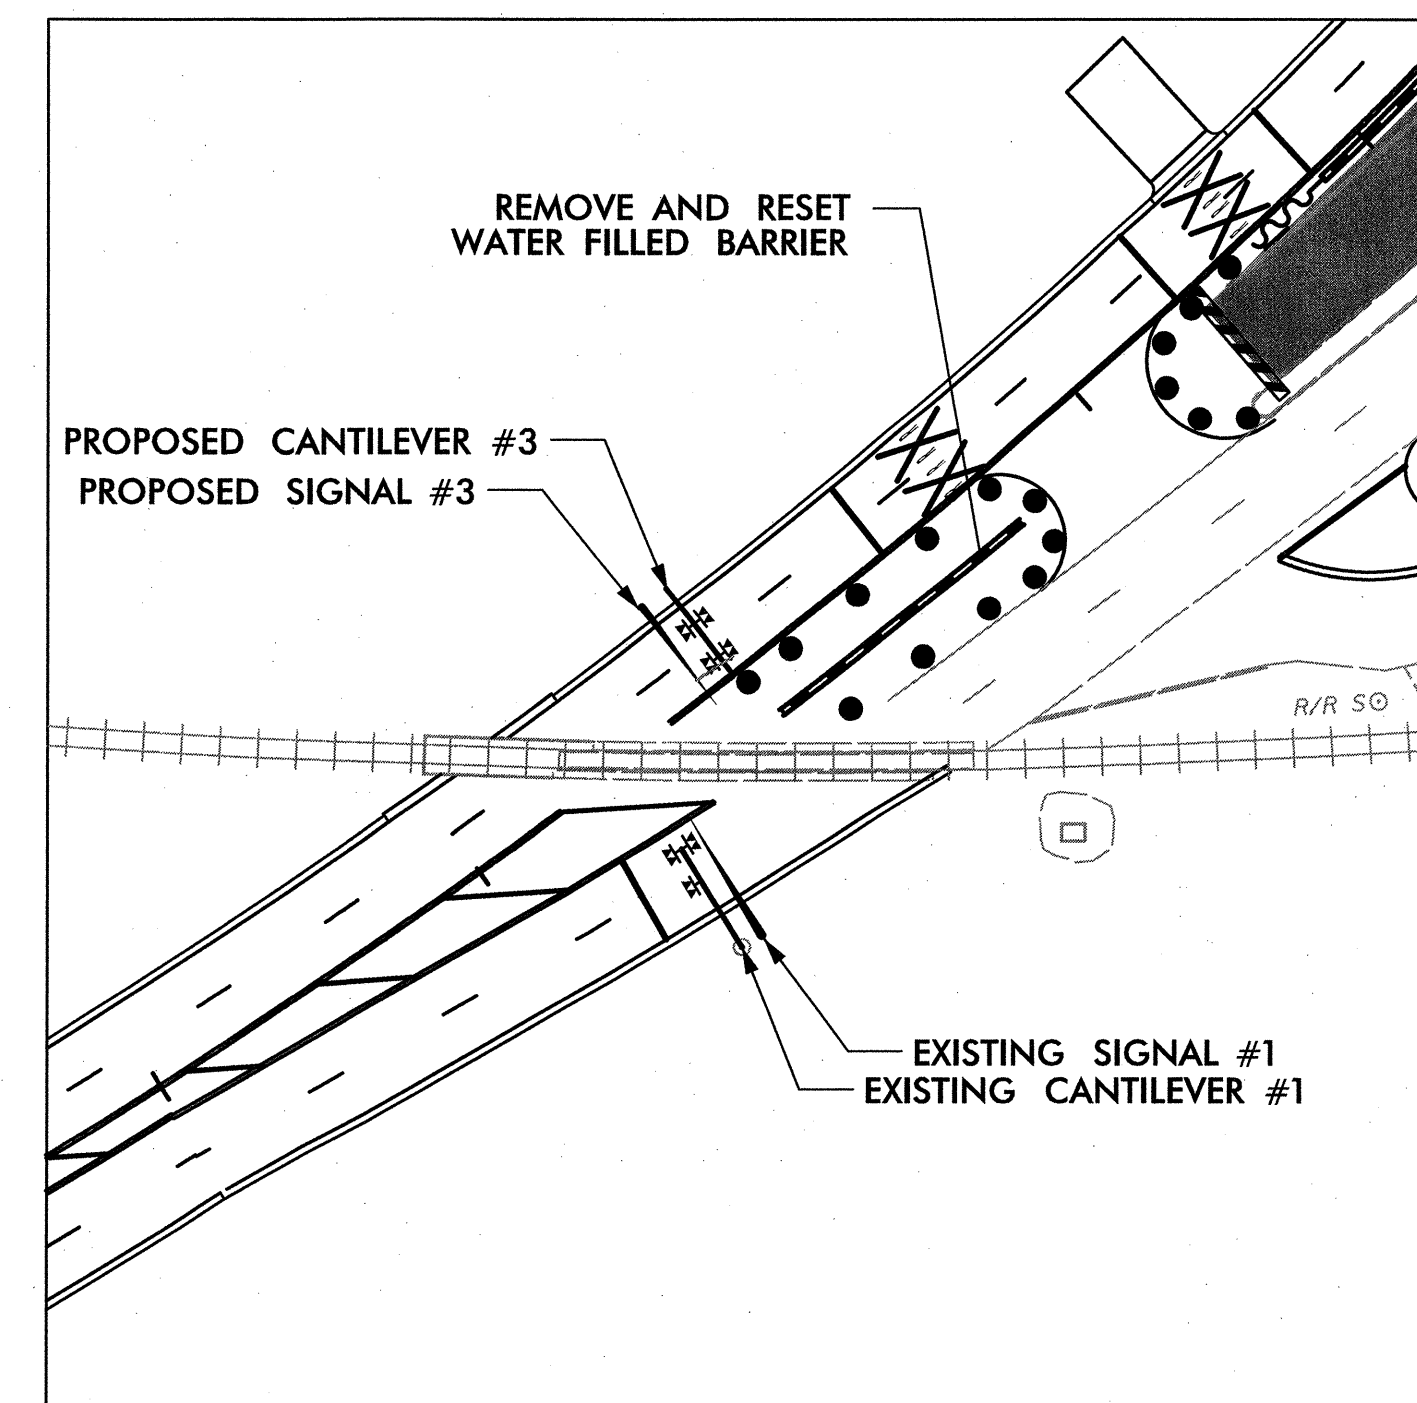 REMOVE AND RESET
WATER FILLED BARRIER
PROPOSED CANTILEVER #3
PROPOSED SIGNAL #3
R/R SO
EXISTING SIGNAL #1
EXISTING CANTILEVER #1